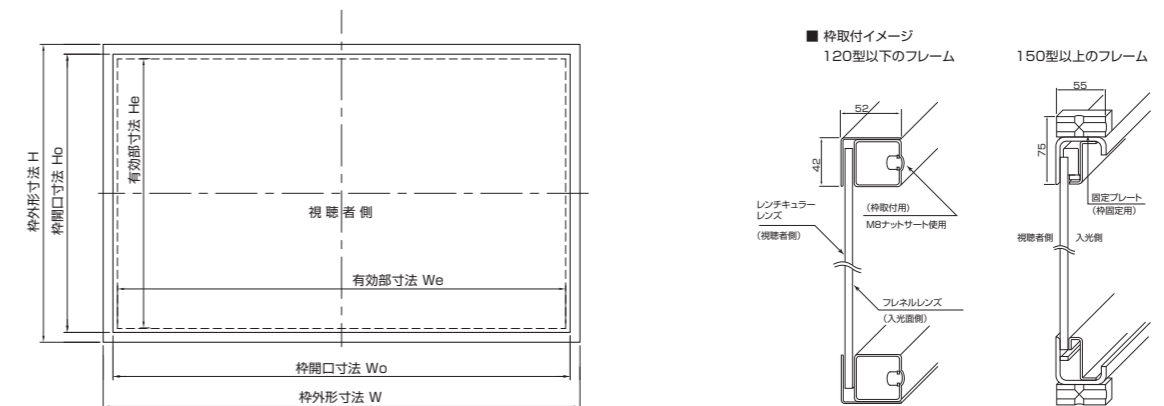 枠外形寸法 H
枠開口寸法 Ho
有効部寸法 He
視聴者側
有効部寸法 We
枠開口寸法 Wo
枠外形寸法 W
■ 枠取付イメージ
120型以下のフレーム
52
42
レンチキュラー
レンズ
(視聴者側)
(枠取付用)
M8ナットサート使用
フレネルレンズ
(入光面側)
150型以上のフレーム
55
75
固定プレート
(枠固定用)
視聴者側
入光側